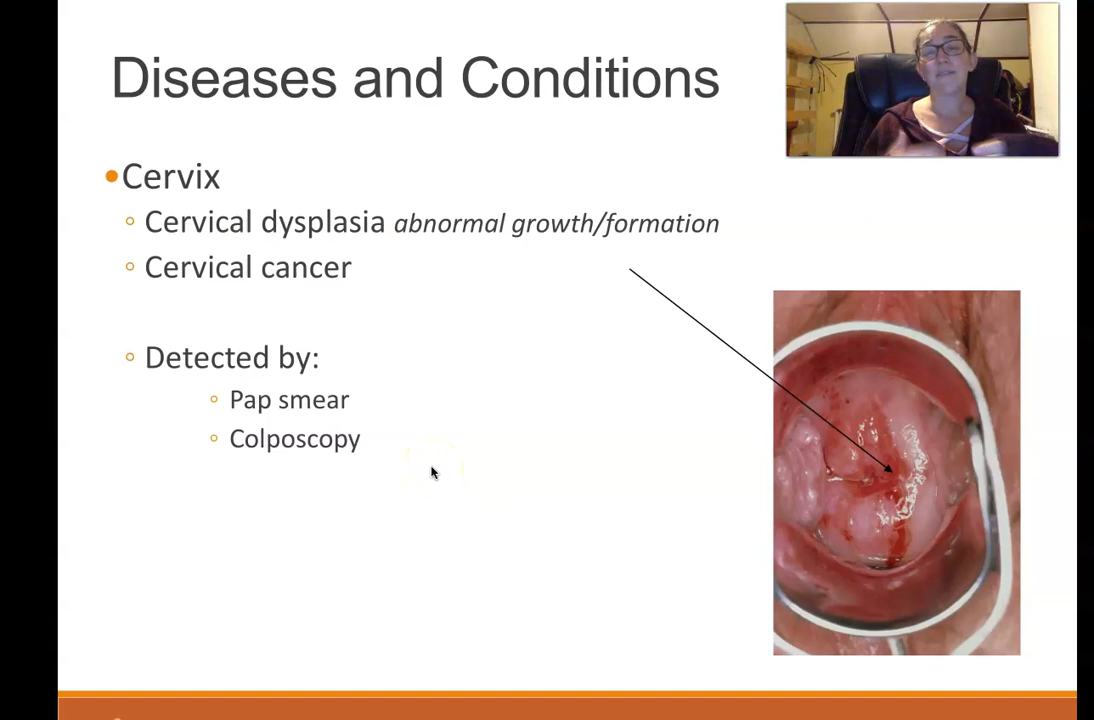 Diseases and Conditions
•Cervix
◦ Cervical dysplasia abnormal growth/formation
◦ Cervical cancer
◦ Detected by:
◦ Pap smear
◦ Colposcopy